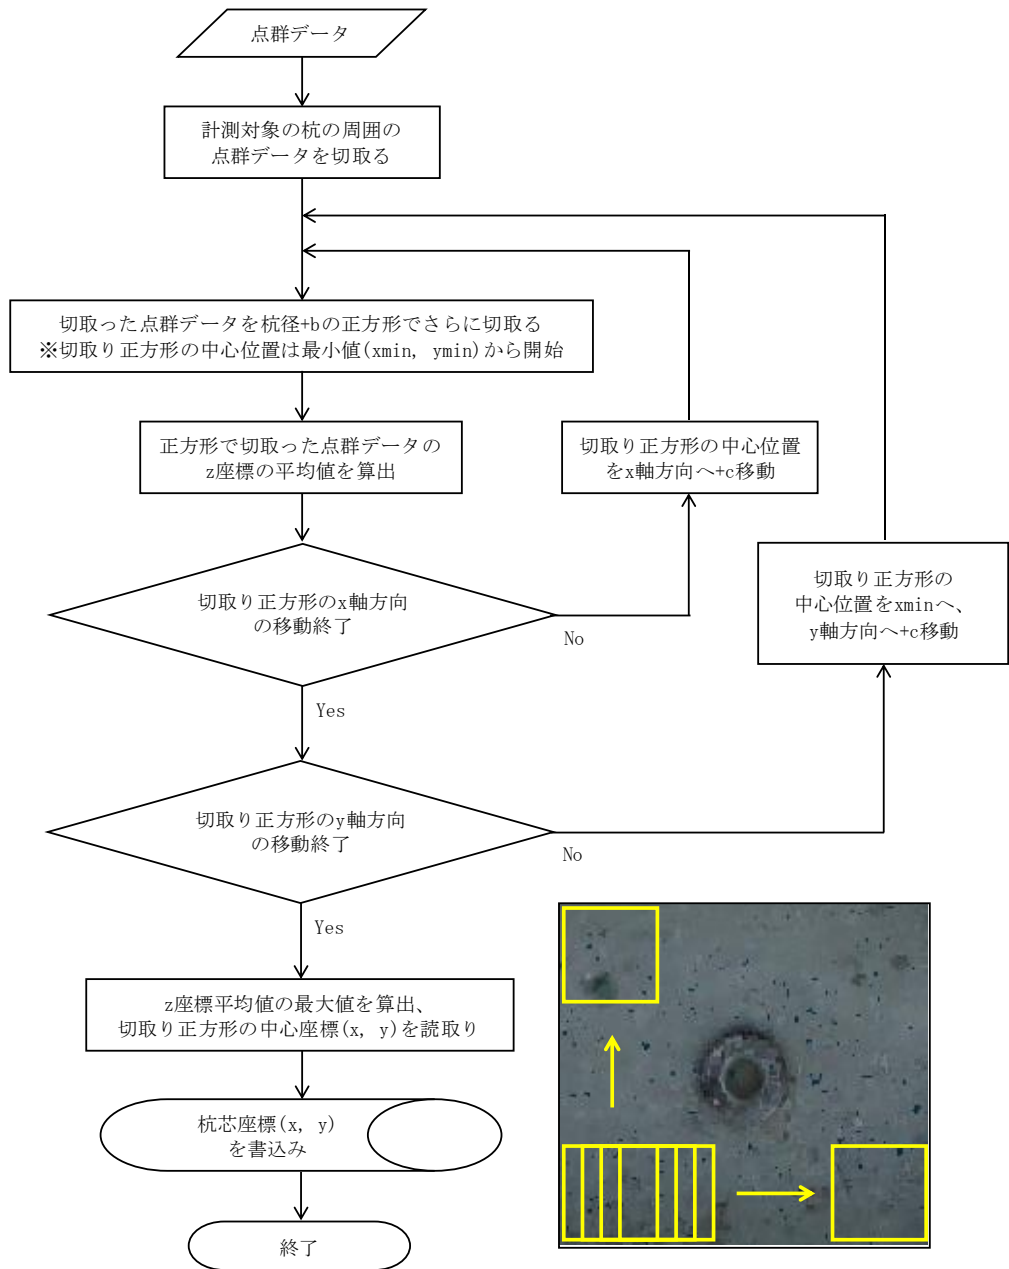 点群データ
計測対象の杭の周囲の
点群データを切取る
切取った点群データを杭径+bの正方形でさらに切取る
※切取り正方形の中心位置は最小値(xmin, ymin)から開始
正方形で切取った点群データの
z座標の平均値を算出
切取り正方形の中心位置
をx軸方向へ+c移動
切取り正方形のx軸方向
の移動終了
No
切取り正方形の
中心位置をxminへ、
y軸方向へ+c移動
Yes
切取り正方形のy軸方向
の移動終了
No
Yes
z座標平均値の最大値を算出、
切取り正方形の中心座標(x, y)を読取り
杭芯座標(x, y)
を書込み
終了